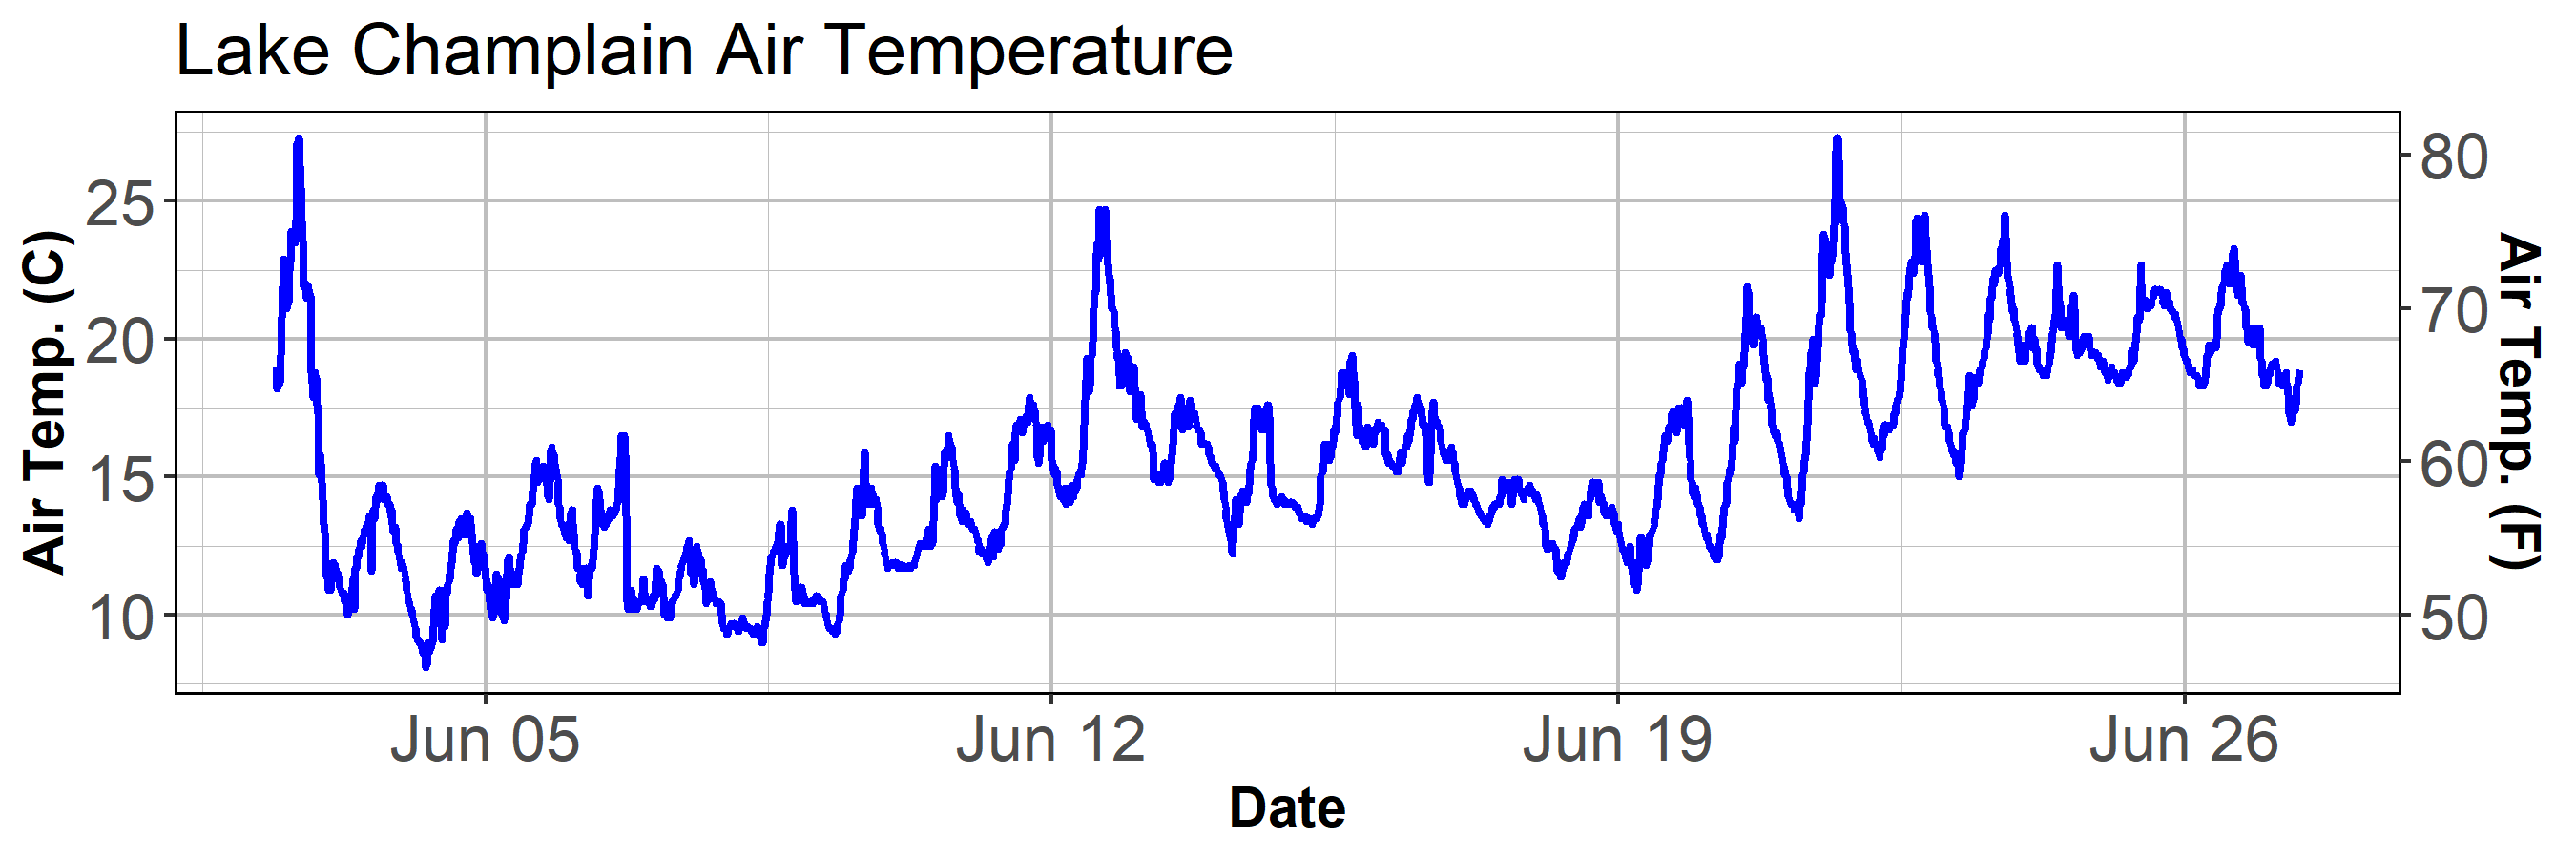 Lake Champlain Air Temperature
Air Temp. (C)
25
20
15
10
80
70
60
50
Air Temp. (F)
Jun 05 Jun 12 Jun 19 Jun 26
Date